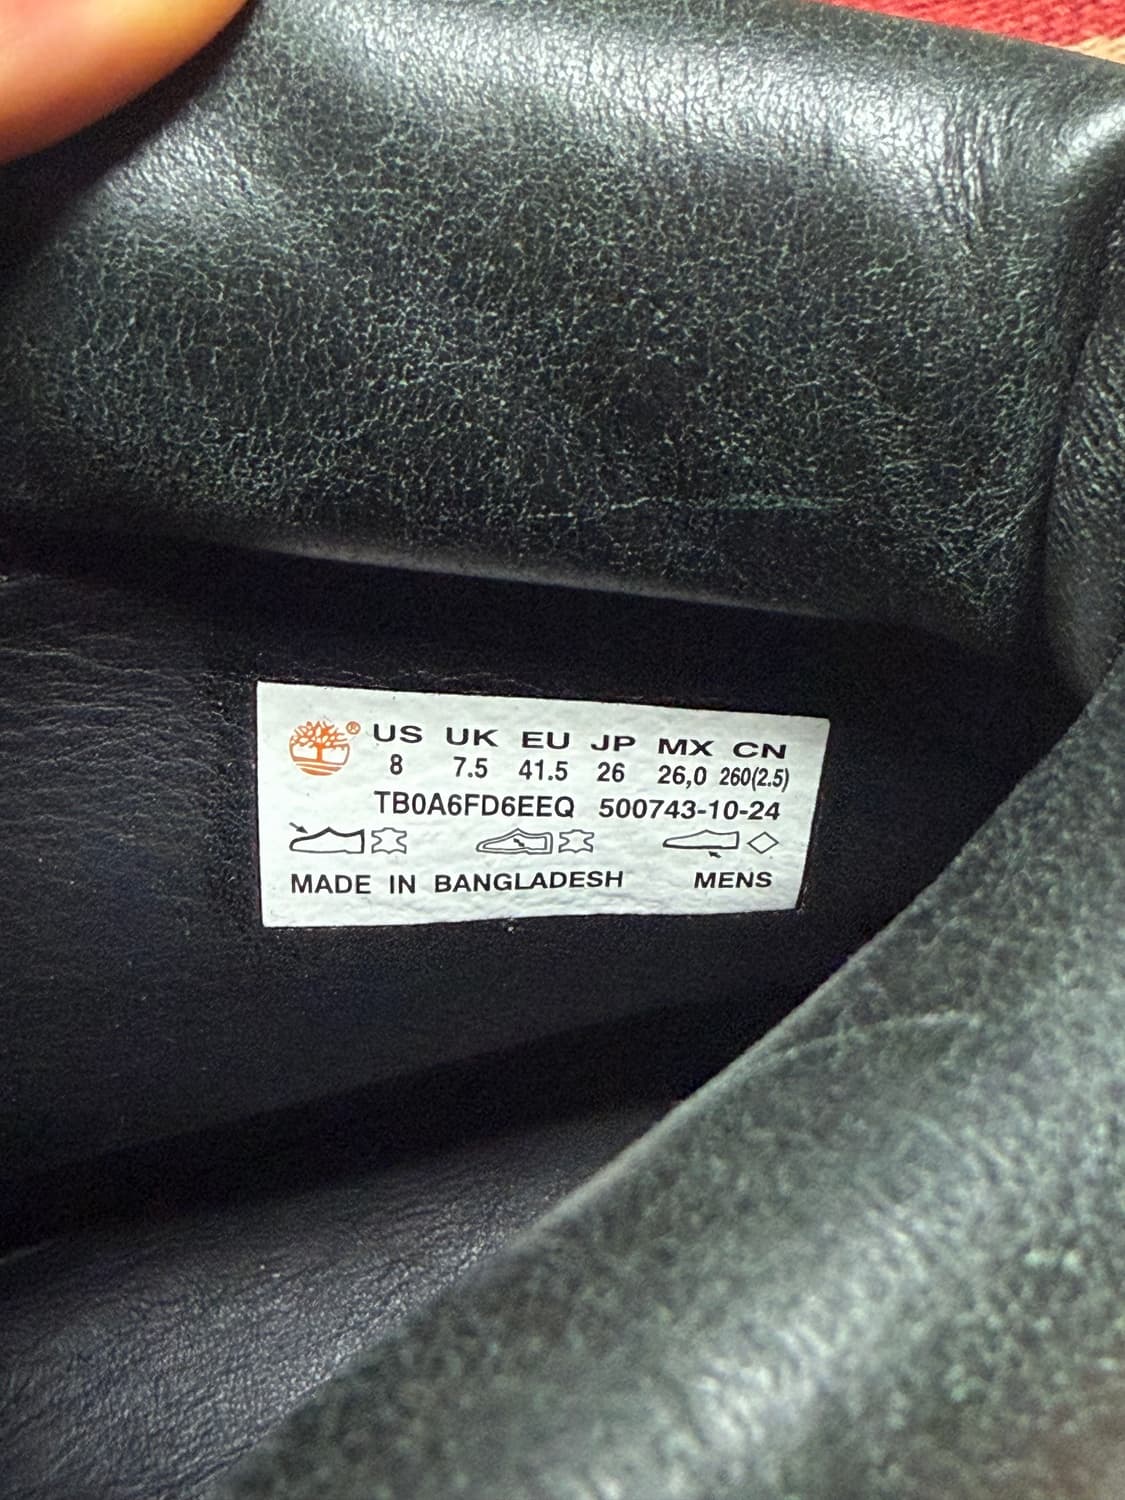 ® US UK EU JP MX CN
8 7.5 41.5 26 26,0 260(2.5)
TB0A6FD6EEQ 500743-10-24
MADE IN BANGLADESH MENS